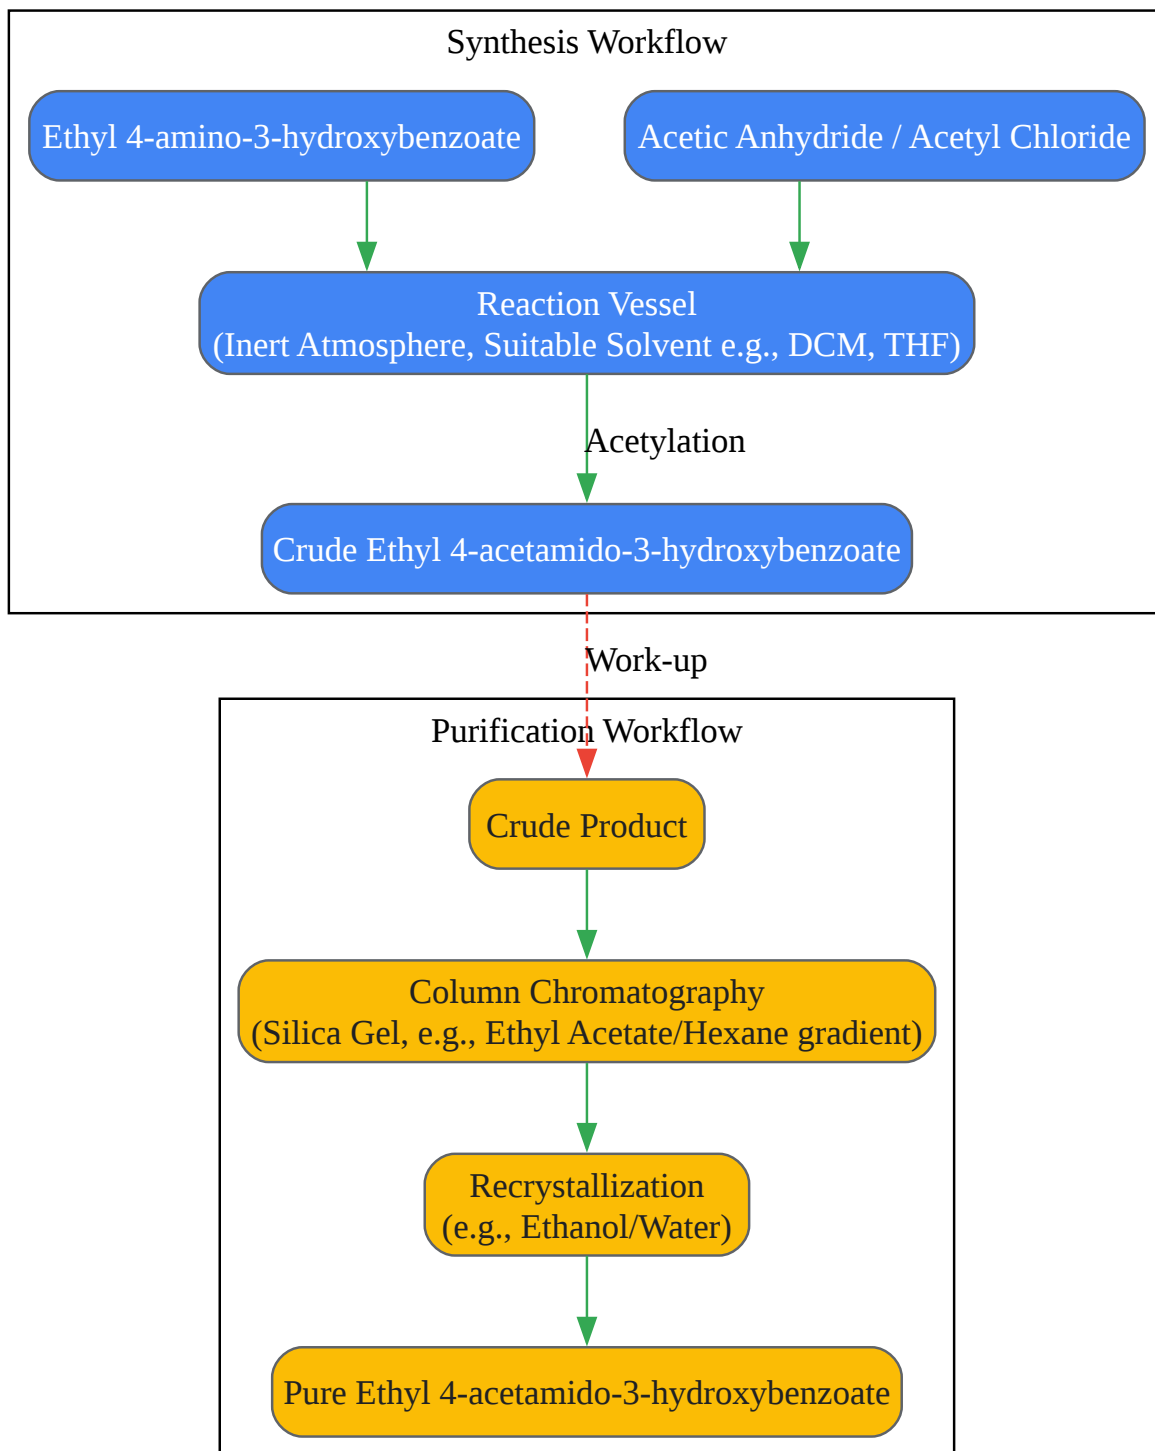 Synthesis Workflow
Ethyl 4-amino-3-hydroxybenzoate
Acetic Anhydride / Acetyl Chloride
Reaction Vessel
(Inert Atmosphere, Suitable Solvent e.g., DCM, THF)
Acetylation
Crude Ethyl 4-acetamido-3-hydroxybenzoate
Work-up
Purification Workflow
Crude Product
Column Chromatography
(Silica Gel, e.g., Ethyl Acetate/Hexane gradient)
Recrystallization
(e.g., Ethanol/Water)
Pure Ethyl 4-acetamido-3-hydroxybenzoate